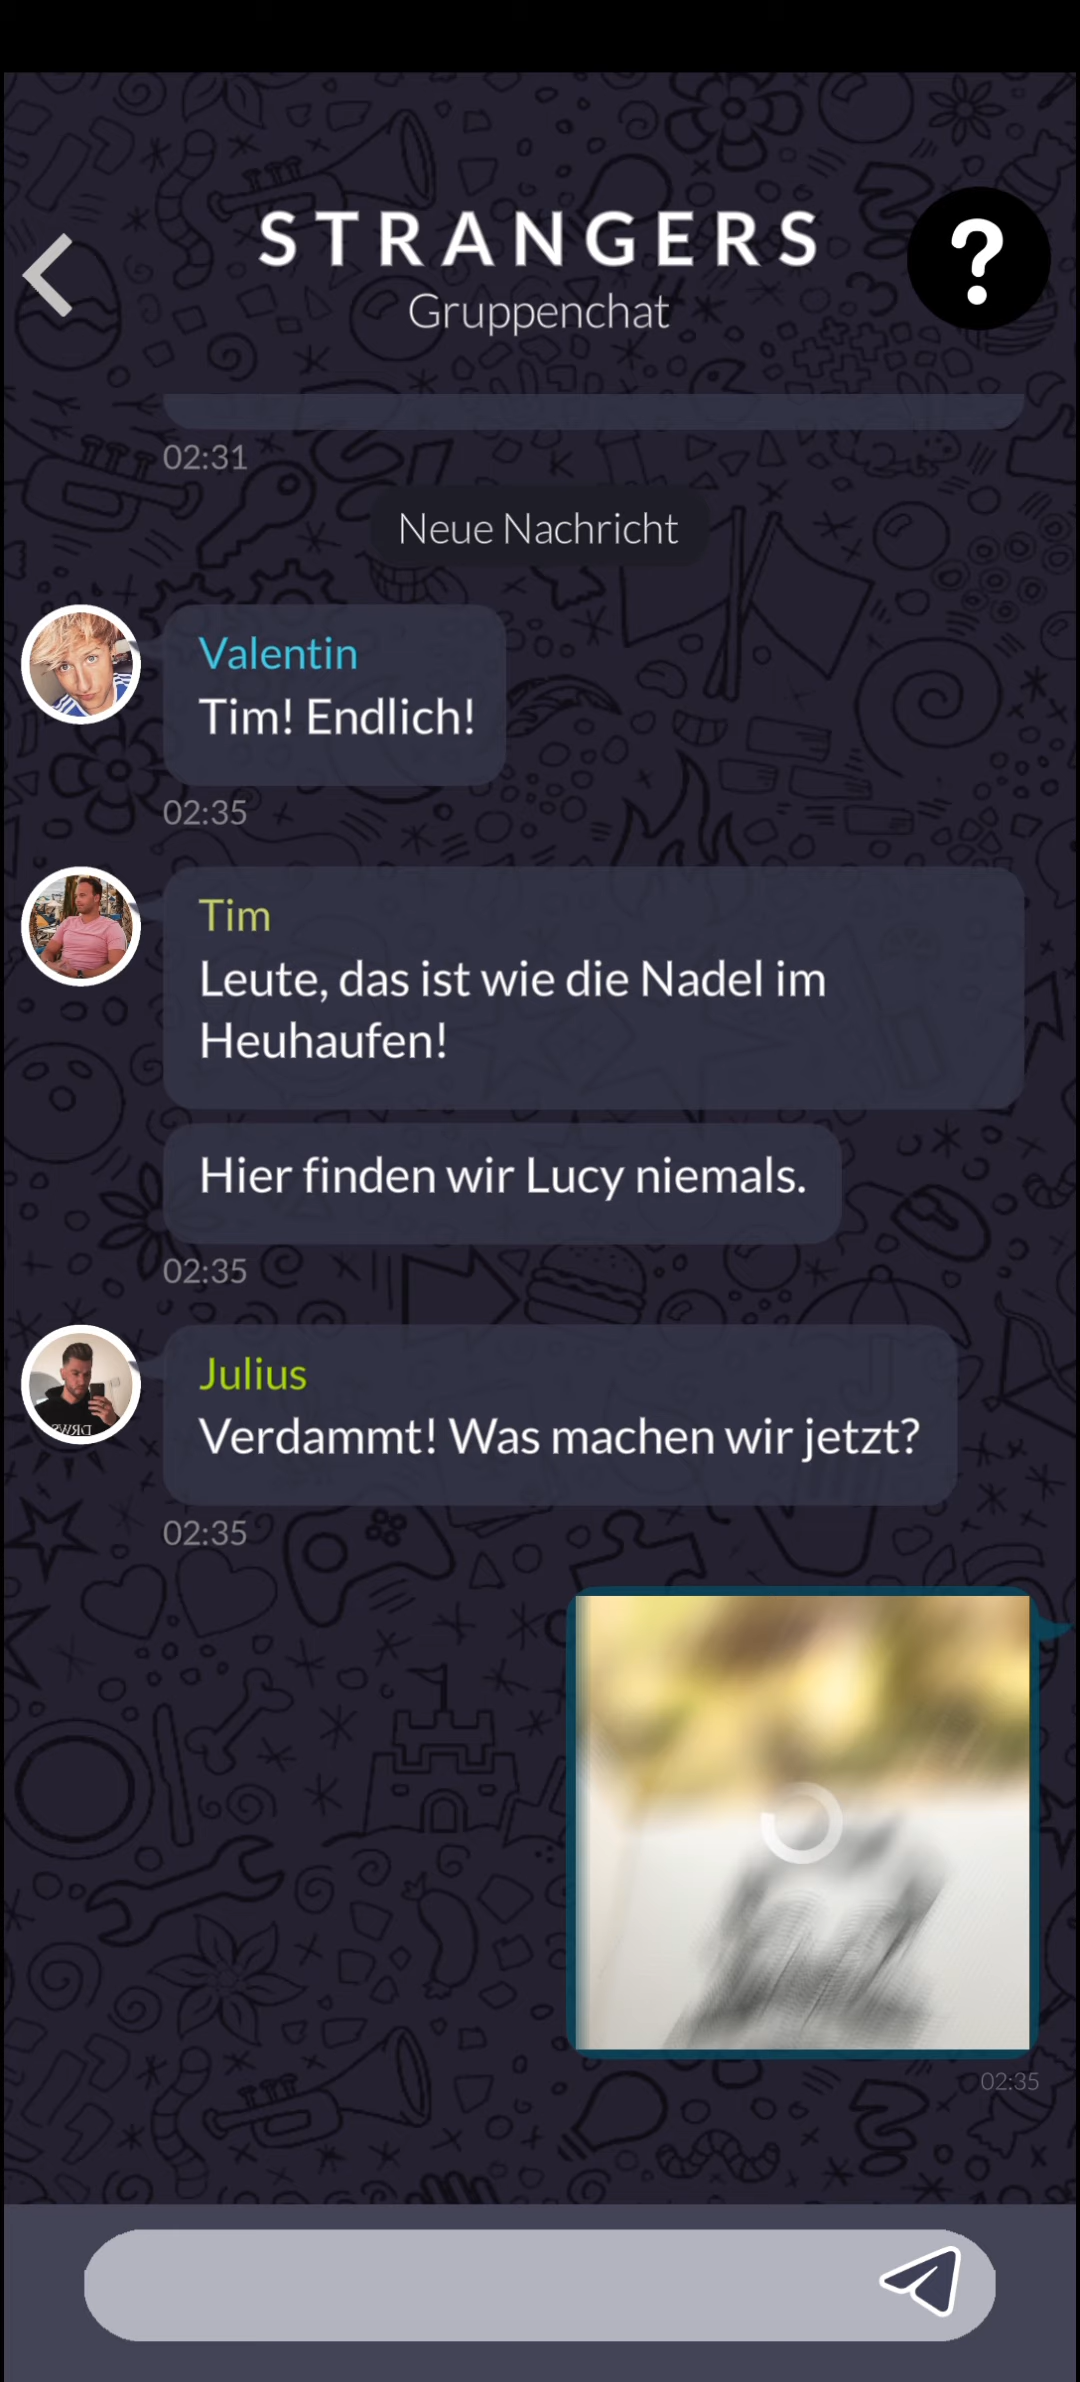 STRANGERS
Gruppenchat
?
02:31
Neue Nachricht
Valentin
Tim! Endlich!
02:35
Tim
Leute, das ist wie die Nadel im
Heuhaufen!
Hier finden wir Lucy niemals.
02:35
Julius
Verdammt! Was machen wir jetzt?
02:35
02:35